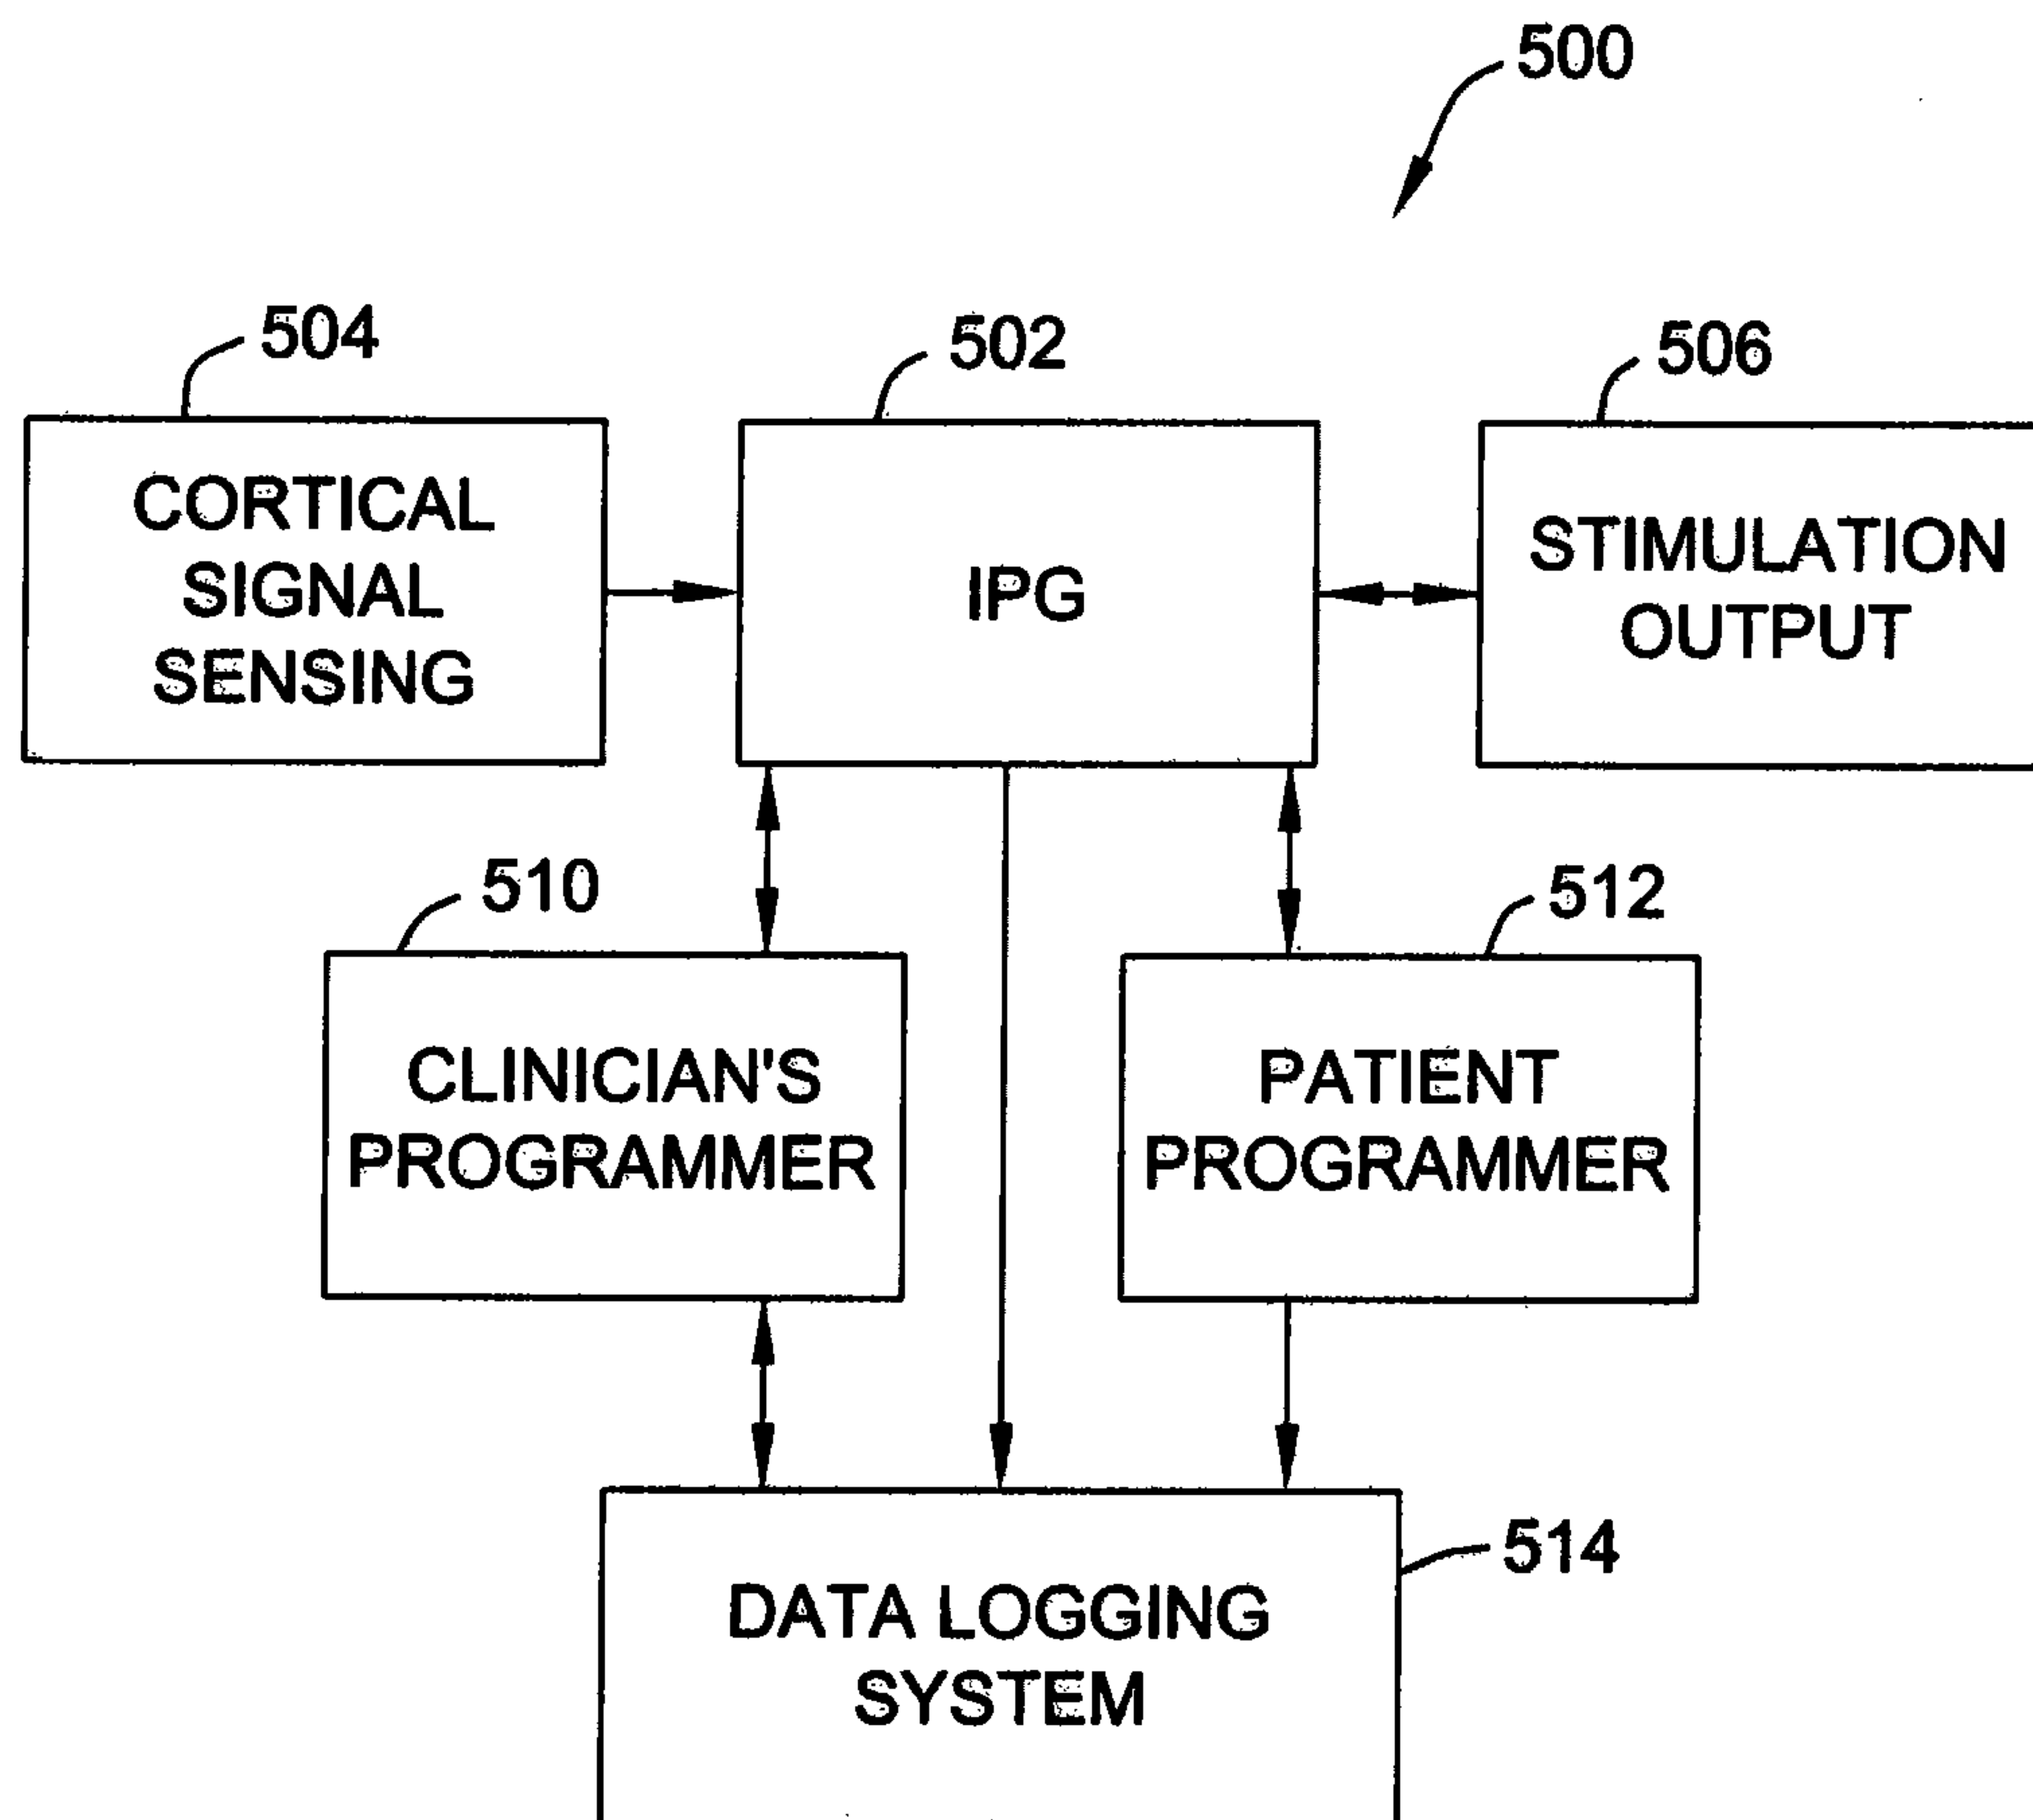 500
504
502
506
CORTICAL
SIGNAL
SENSING
IPG
STIMULATION
OUTPUT
510
512
CLINICIAN'S
PROGRAMMER
PATIENT
PROGRAMMER
514
DATA LOGGING
SYSTEM